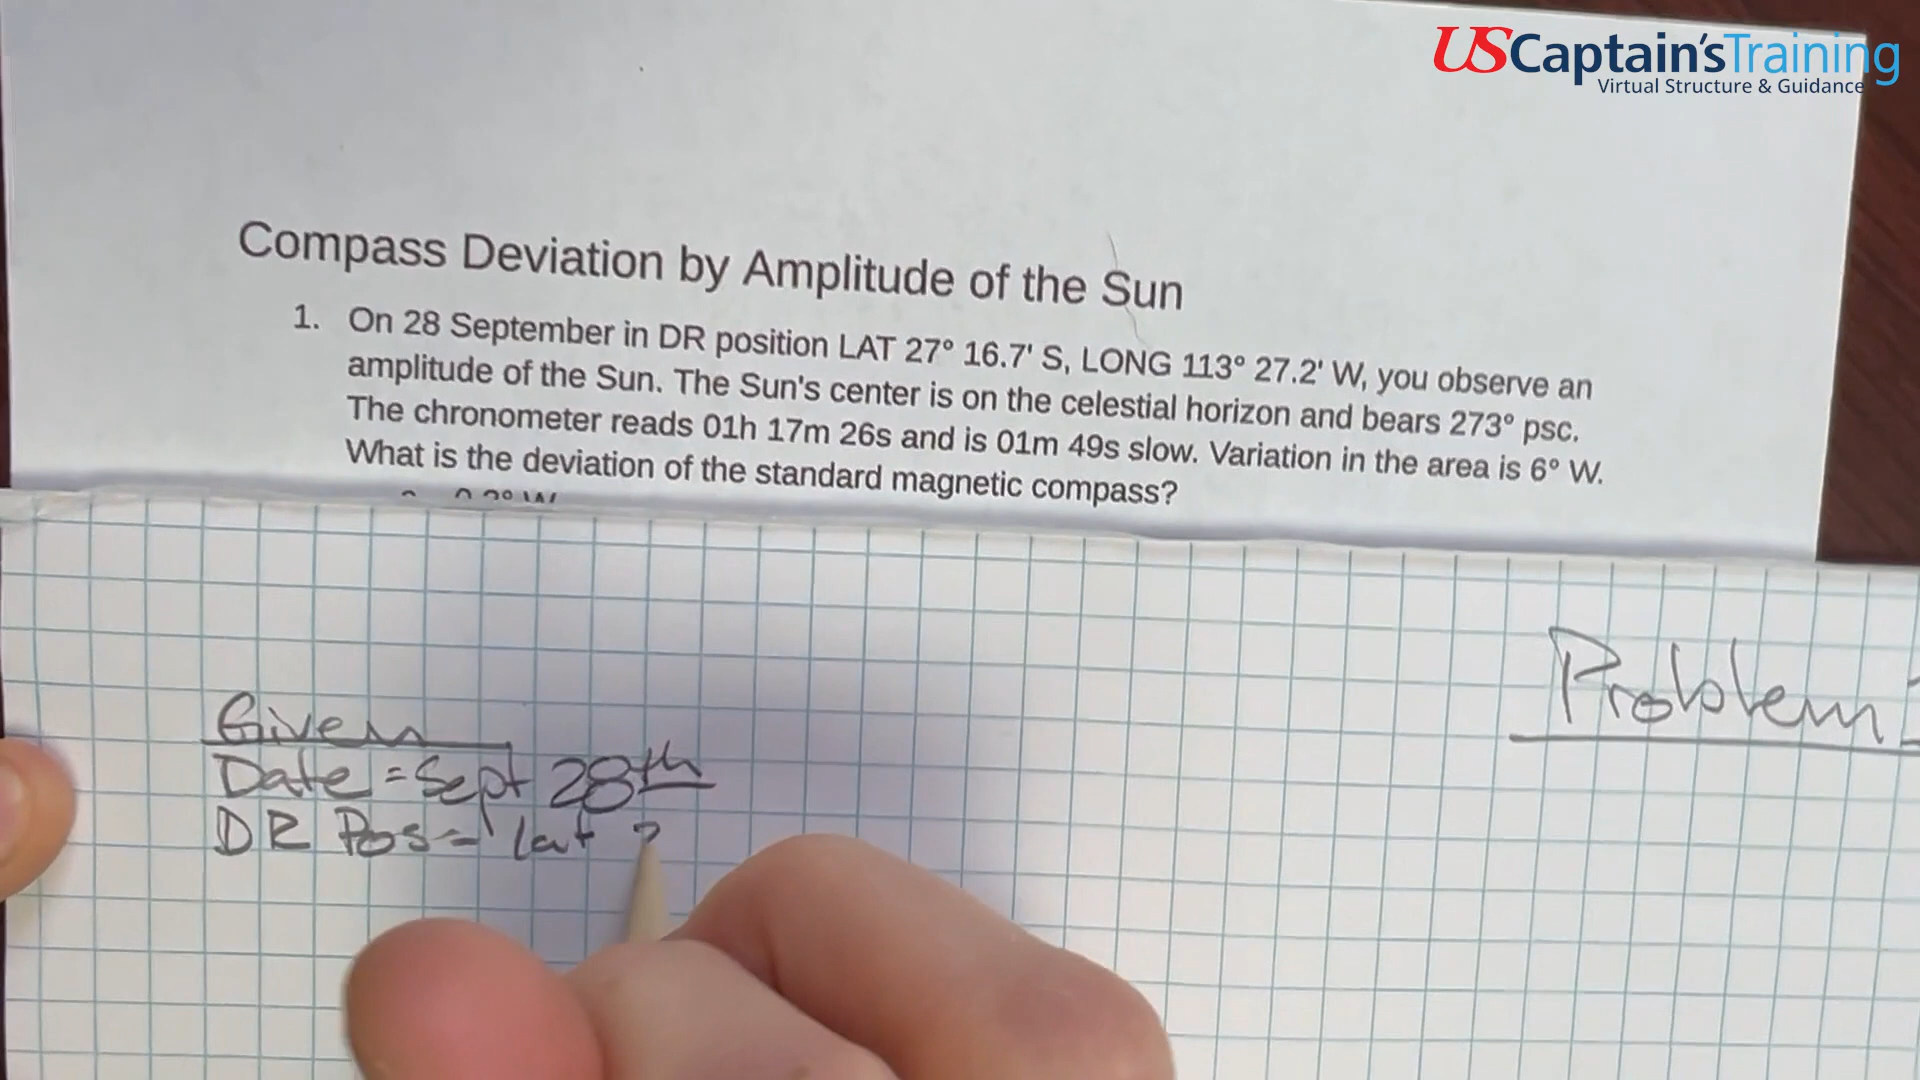 USCaptain'sTraining
Virtual Structure & Guidance
Compass Deviation by Amplitude of the Sun
1. On 28 September in DR position LAT 27° 16.7' S, LONG 113° 27.2' W, you observe an
amplitude of the Sun. The Sun's center is on the celestial horizon and bears 273° psc.
The chronometer reads 01h 17m 26s and is 01m 49s slow. Variation in the area is 6° W.
What is the deviation of the standard magnetic compass?
Problem
Given
Date = Sept 28th
DR Pos = Lat 2